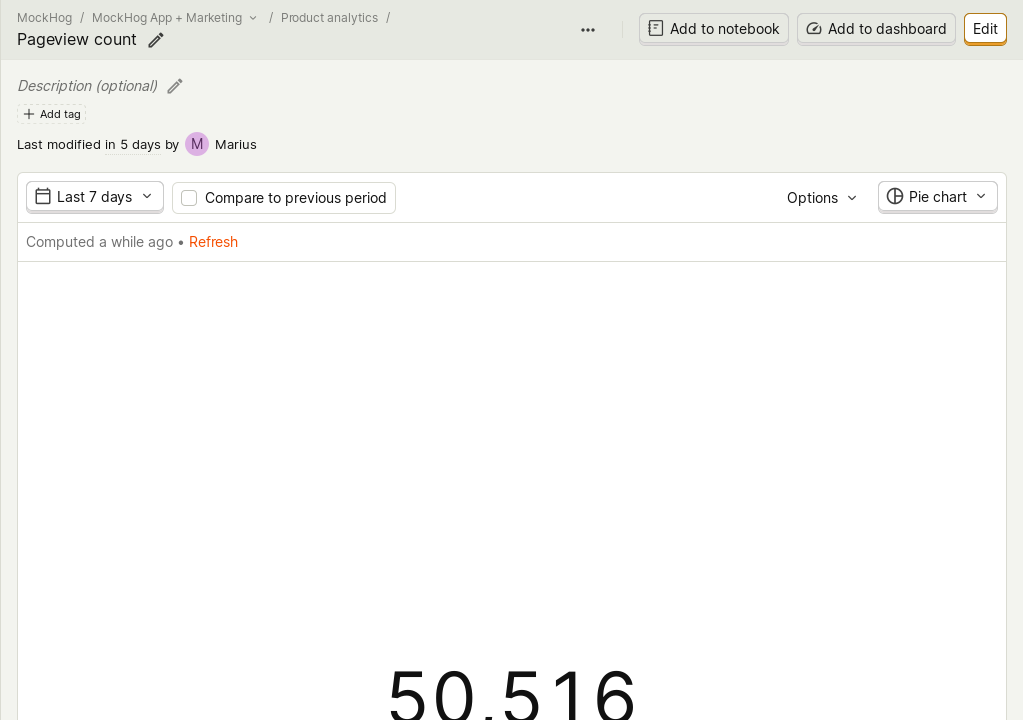 MockHog / MockHog App + Marketing / Product analytics /
Pageview count
Add to notebook
Add to dashboard
Edit
Description (optional)
Add tag
Last modified in 5 days by M Marius
Last 7 days
Compare to previous period
Options
Pie chart
Computed a while ago • Refresh
50,516